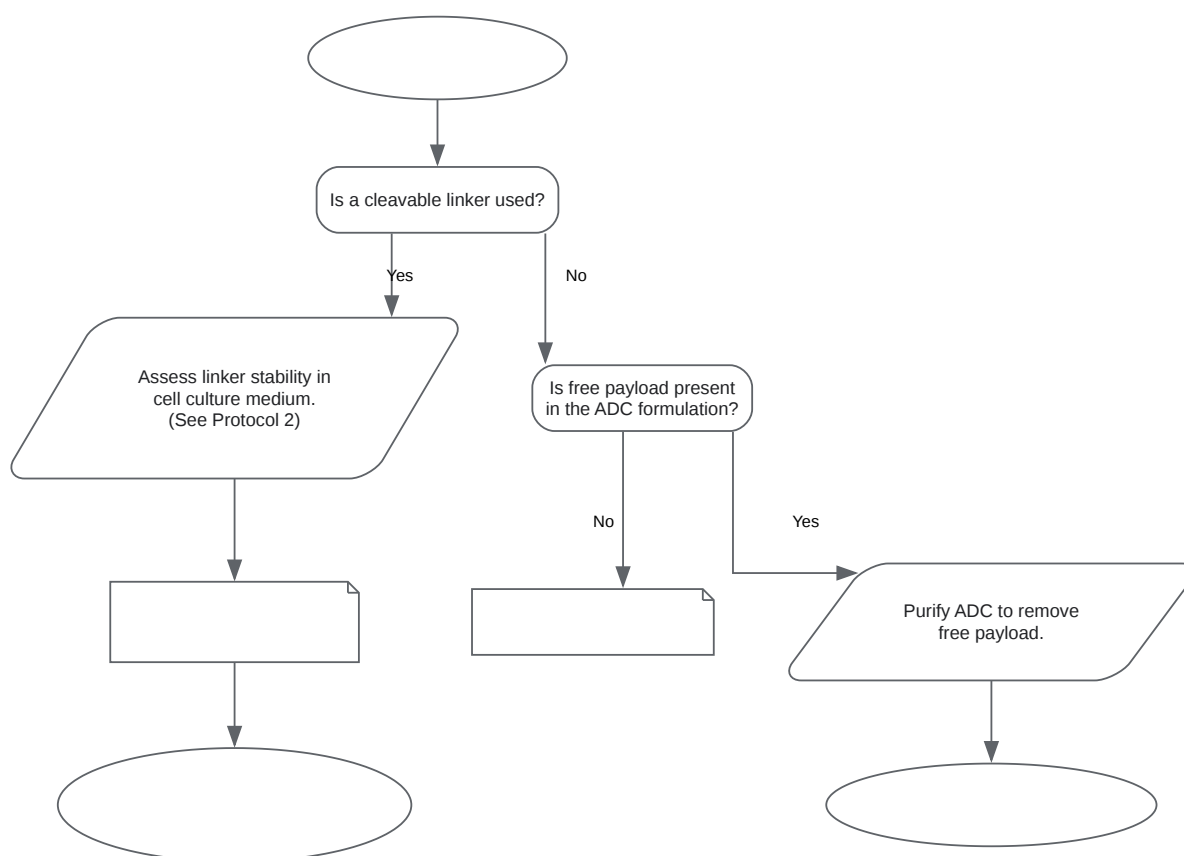 Is a cleavable linker used?
Yes
No
Assess linker stability in
cell culture medium.
(See Protocol 2)
Is free payload present
in the ADC formulation?
No
Yes
Purify ADC to remove
free payload.